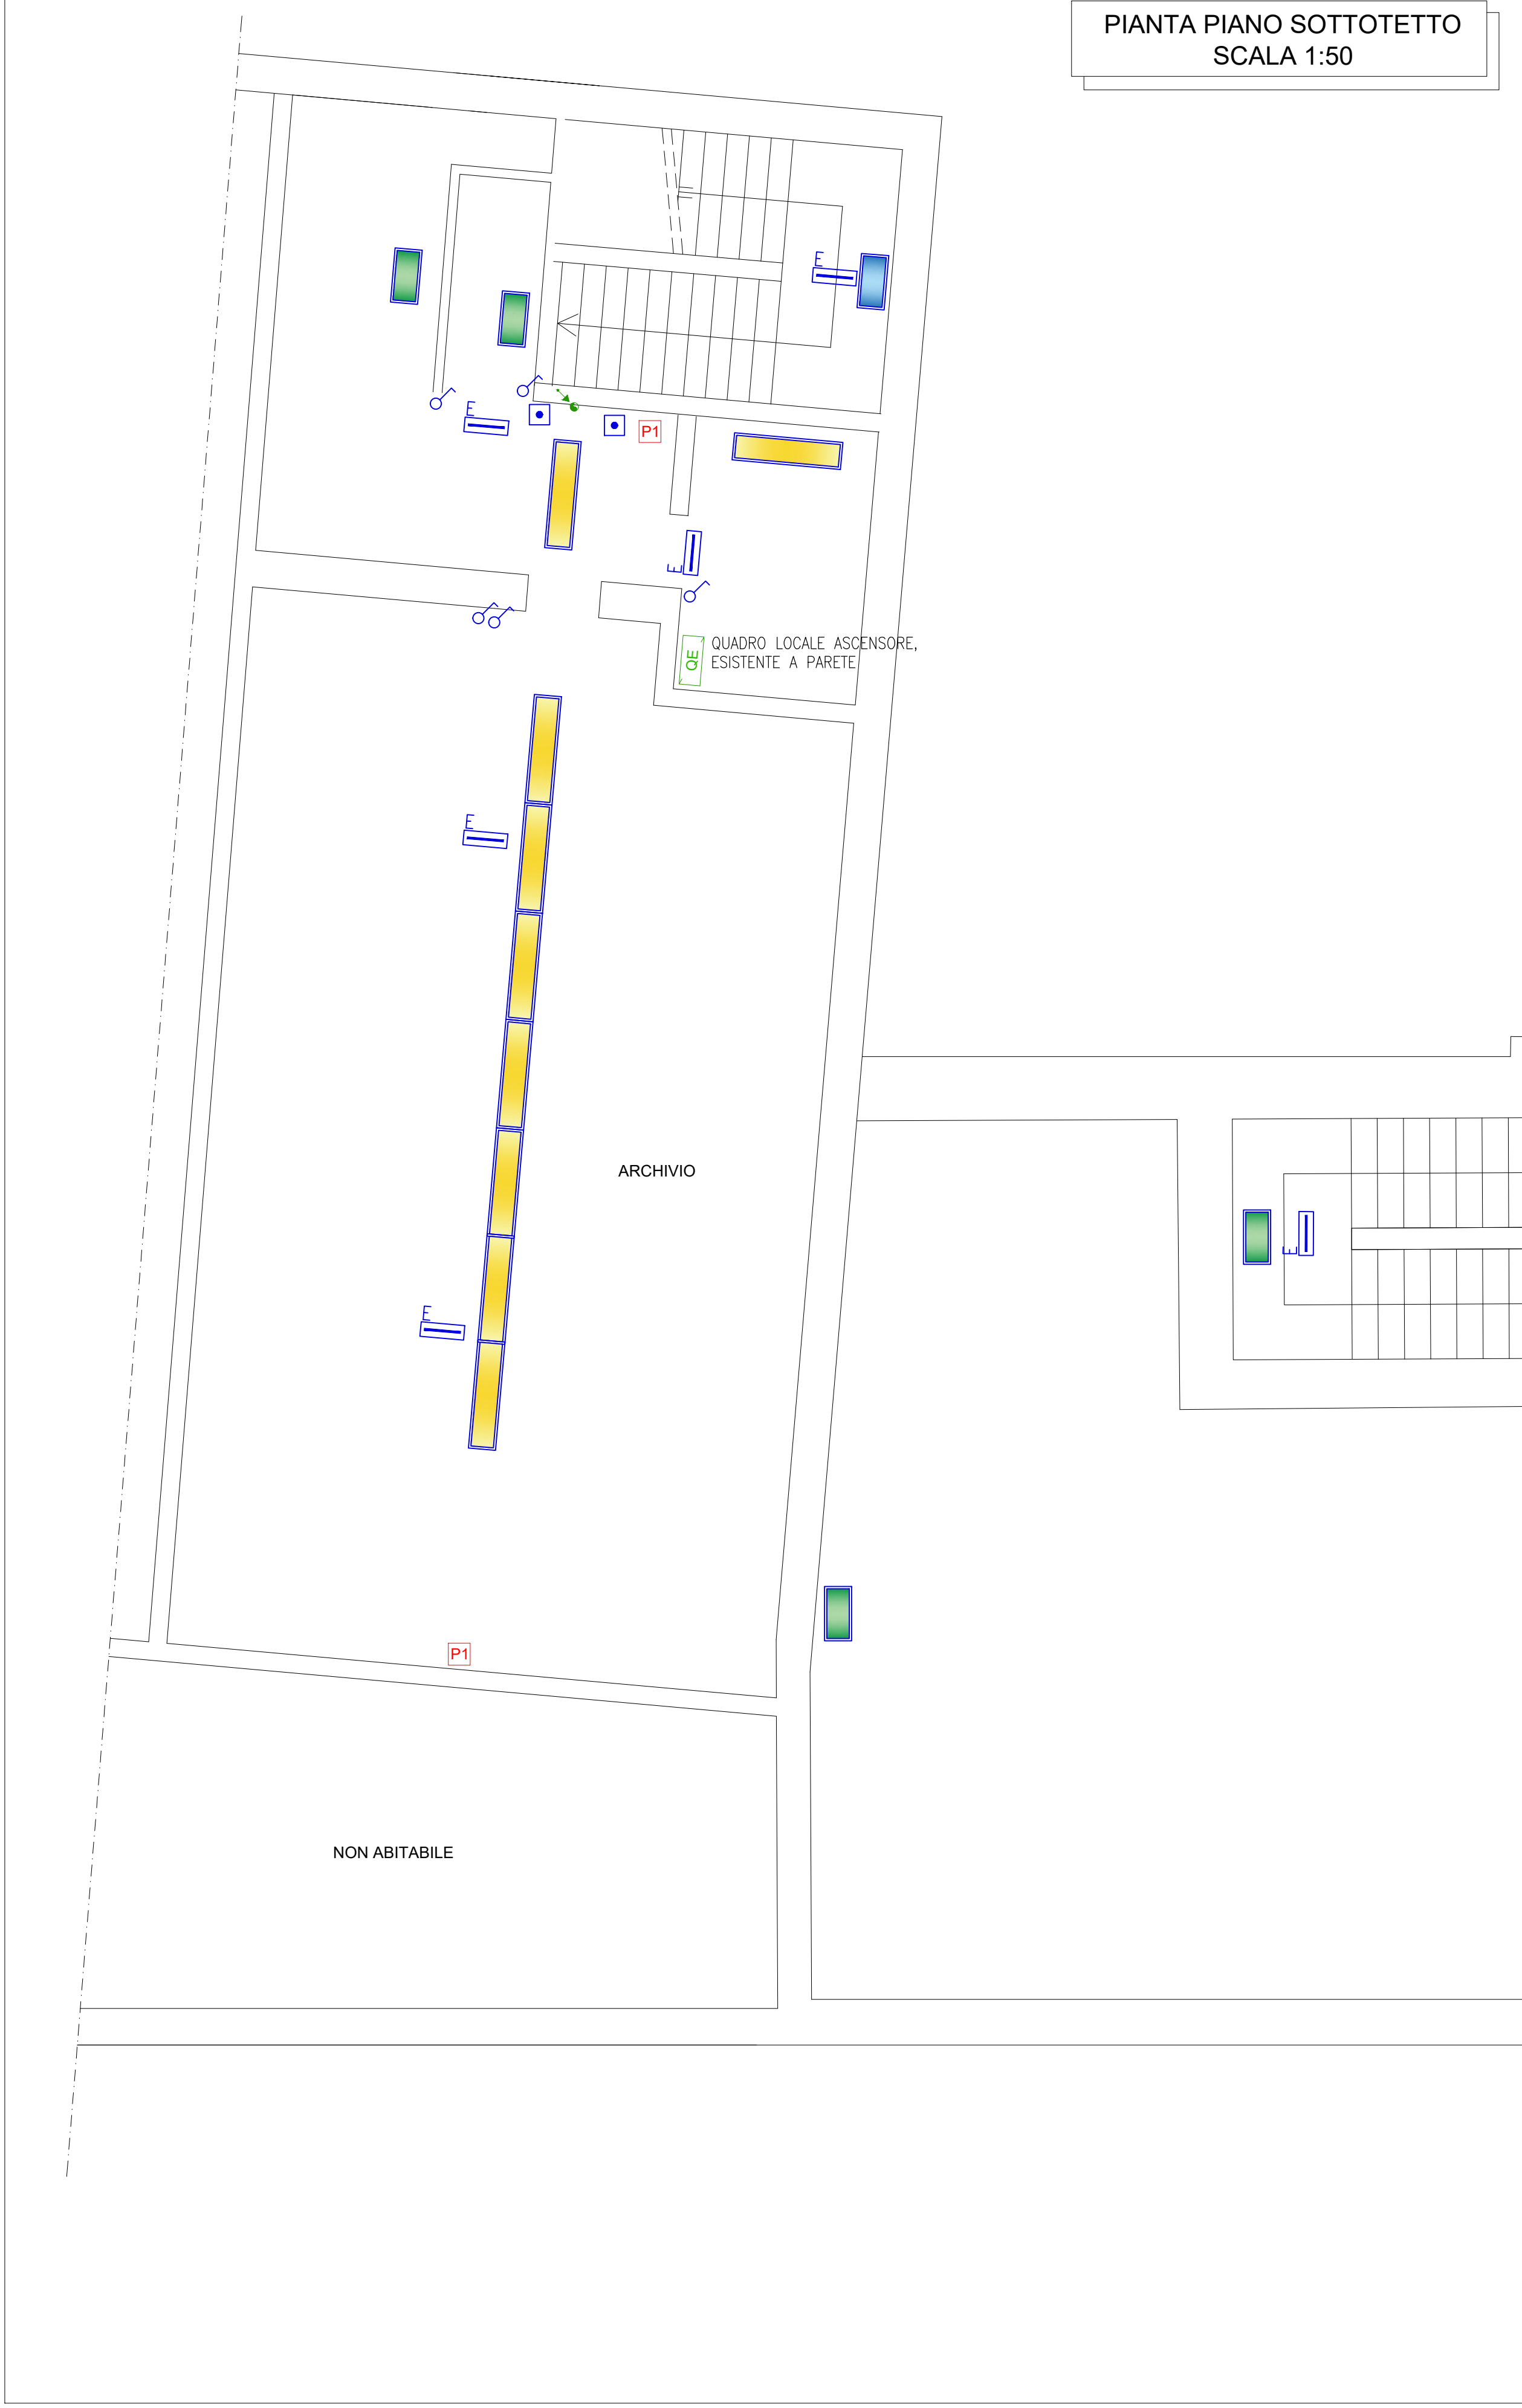 PIANTA PIANO SOTTOTETTO
SCALA 1:50
E
E
P1
E
QE
QUADRO LOCALE ASCENSORE,
ESISTENTE A PARETE
E
ARCHIVIO
E
E
P1
NON ABITABILE